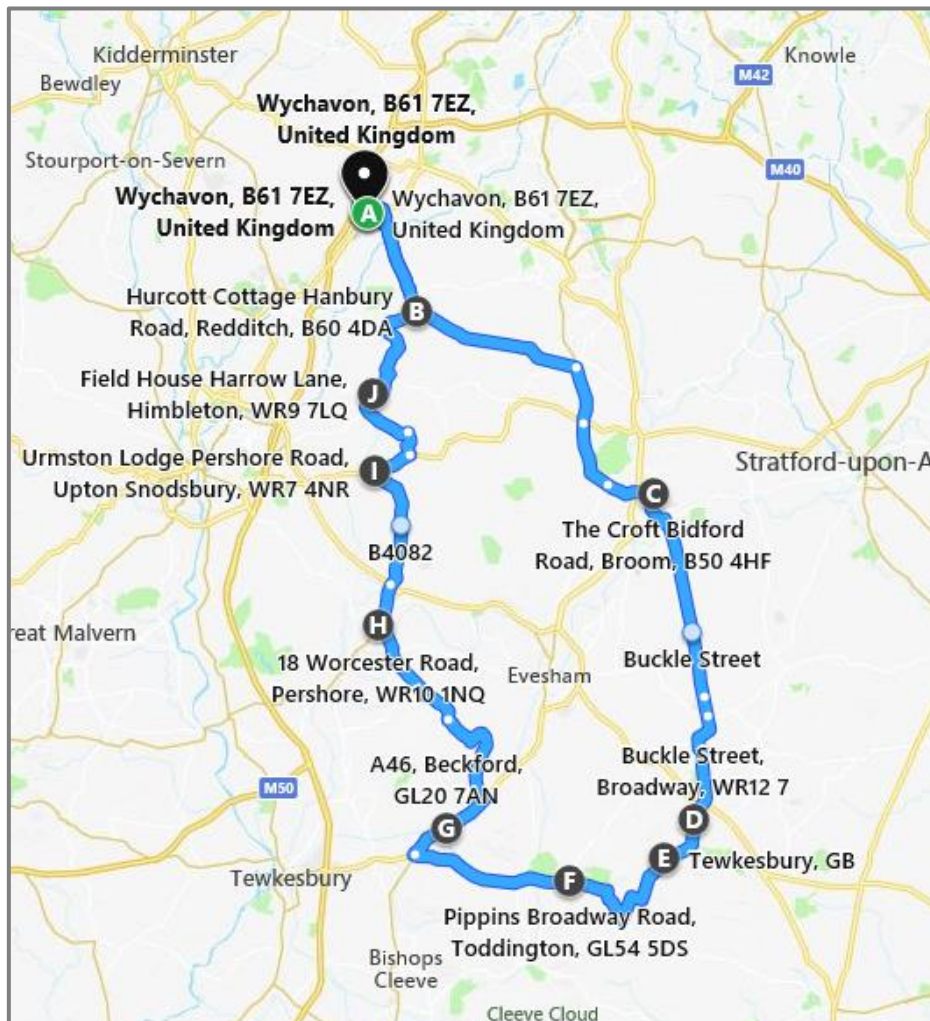 Kidderminster
Knowle
Bewdley
M42
Wychavon, B61 7EZ,
United Kingdom
Stourport-on-Severn
M40
Wychavon, B61 7EZ,
United Kingdom
A
Wychavon, B61 7EZ,
United Kingdom
Hurcott Cottage Hanbury
Road, Redditch, B60 4DA
B
Field House Harrow Lane,
Himbleton, WR9 7LQ
J
Urmston Lodge Pershore Road,
Upton Snodsbury, WR7 4NR
I
Stratford-upon-A
C
The Croft Bidford
Road, Broom, B50 4HF
B4082
H
reat Malvern
18 Worcester Road,
Pershore, WR10 1NQ
Evesham
Buckle Street
A46, Beckford,
GL20 7AN
Buckle Street,
Broadway, WR12 7
M50
G
D
E
Tewkesbury, GB
Tewkesbury
F
Pippins Broadway Road,
Toddington, GL54 5DS
Bishops
Cleeve
Cleeve Cloud